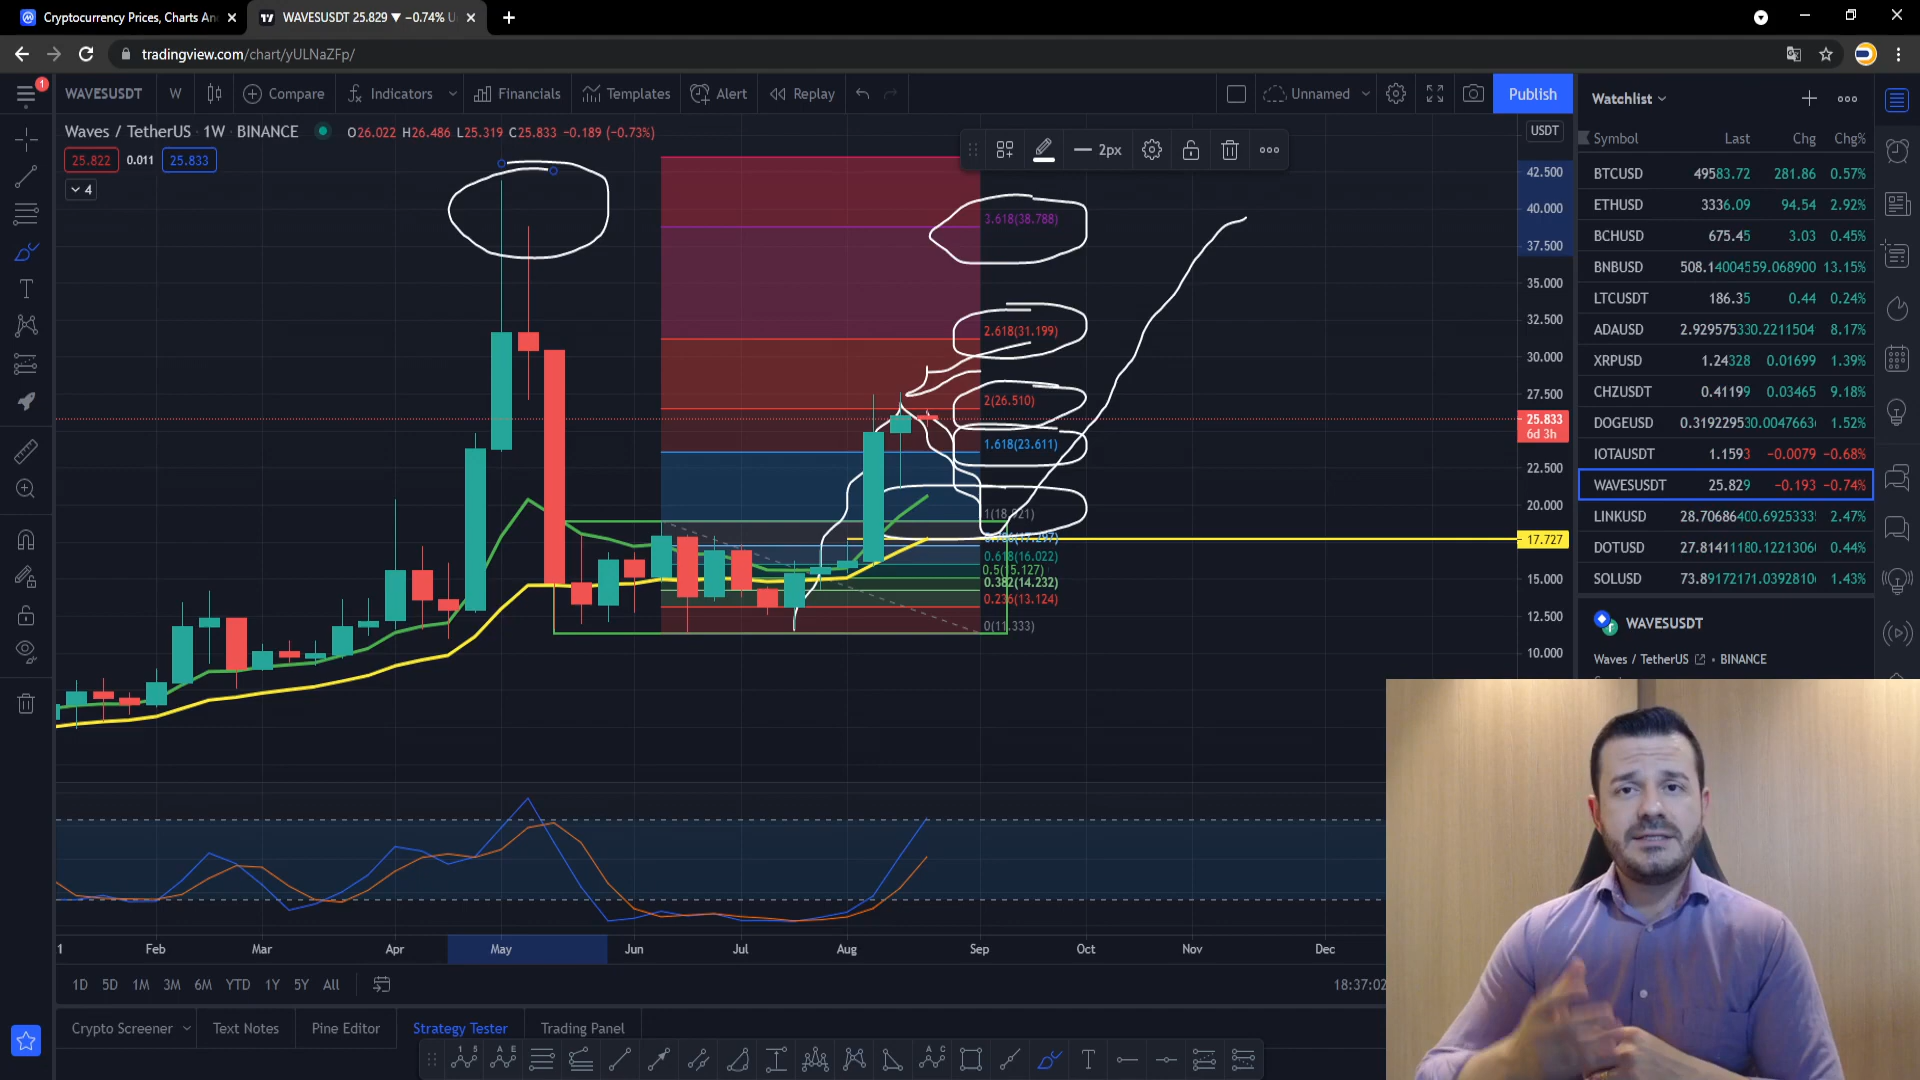 Cryptocurrency Prices, Charts An
WAVESUSDT 25.829 ▼ −0.74% U
tradingview.com/chart/yULNaZFp/
1
WAVESUSDT
W
Compare
Indicators
Financials
Templates
Alert
Replay
Unnamed
Publish
Waves / TetherUS · 1W · BINANCE
O26.022 H26.486 L25.319 C25.833 −0.189 (−0.73%)
25.822
0.011
25.833
4
2px
USDT
42.500
40.000
37.500
35.000
32.500
30.000
27.500
25.833
6d 3h
22.500
20.000
17.727
15.000
12.500
10.000
3.618(38.788)
2.618(31.199)
2(26.510)
1.618(23.611)
0.618(16.022)
0.5(15.127)
0.382(14.232)
0.236(13.124)
0(11.333)
1
Feb
Mar
Apr
May
Jun
Jul
Aug
Sep
Oct
Nov
Dec
1D 5D 1M 3M 6M YTD 1Y 5Y All
18:37:02
Crypto Screener
Text Notes
Pine Editor
Strategy Tester
Trading Panel
Watchlist
Symbol Last Chg Chg%
BTCUSD 49583.72 281.86 0.57%
ETHUSD 3336.09 94.54 2.92%
BCHUSD 675.45 3.03 0.45%
BNBUSD 13.15%
LTCUSDT 186.35 0.44 0.24%
ADAUSD 8.17%
XRPUSD 1.24328 0.01699 1.39%
CHZUSDT 0.41199 0.03465 9.18%
DOGEUSD 1.52%
IOTAUSDT 1.1593 −0.0079 −0.68%
WAVESUSDT 25.829 −0.193 −0.74%
LINKUSD 2.47%
DOTUSD 0.44%
SOLUSD 1.43%
WAVESUSDT
Waves / TetherUS • BINANCE